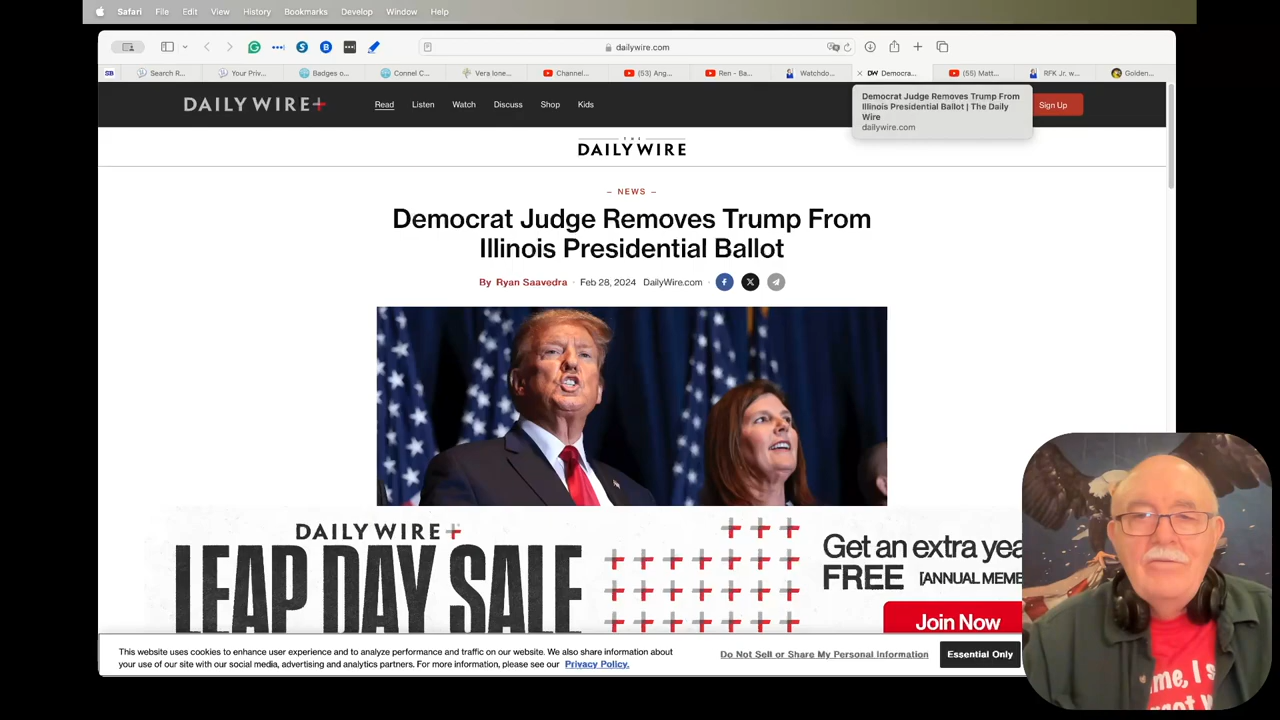 Safari File Edit View History Bookmarks Develop Window Help
dailywire.com
SB Search R... Your Priv... Badges o... Connel C... Vera lone... Channel... (53) Ang... Ren - Ba... Watchdo... DW Democra... (55) Matt... RFK Jr, w... Golden...
DAILYWIRE+ Read Listen Watch Discuss Shop Kids Sign Up
Democrat Judge Removes Trump From
Illinois Presidential Ballot | The Daily
Wire
dailywire.com
THE
DAILYWIRE
– NEWS –
Democrat Judge Removes Trump From
Illinois Presidential Ballot
By Ryan Saavedra · Feb 28, 2024 DailyWire.com ·
DAILYWIRE+
LEAP DAY SALE
Get an extra yea
FREE [ANNUAL MEME
Join Now
This website uses cookies to enhance user experience and to analyze performance and traffic on our website. We also share information
about your use of our site with our social media, advertising and analytics partners. For more information, please see our Privacy Policy.
Do Not Sell or Share My Personal Information
Essential Only
me, I s